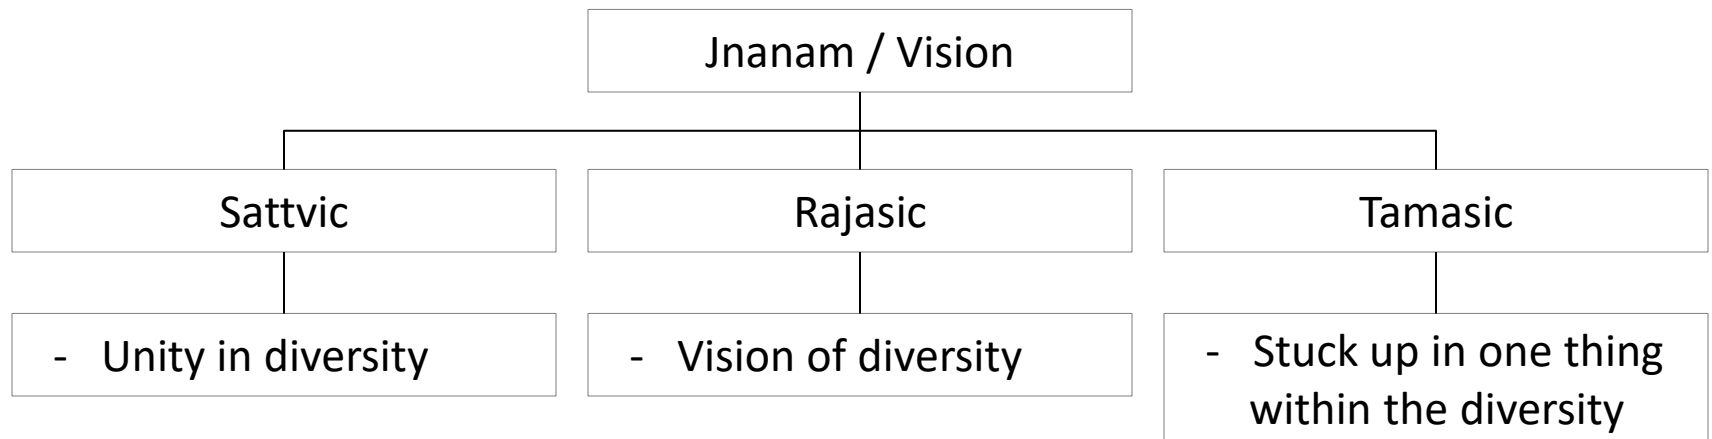 Jnanam / Vision
Sattvic
Rajasic
Tamasic
- Unity in diversity
- Vision of diversity
- Stuck up in one thing
within the diversity